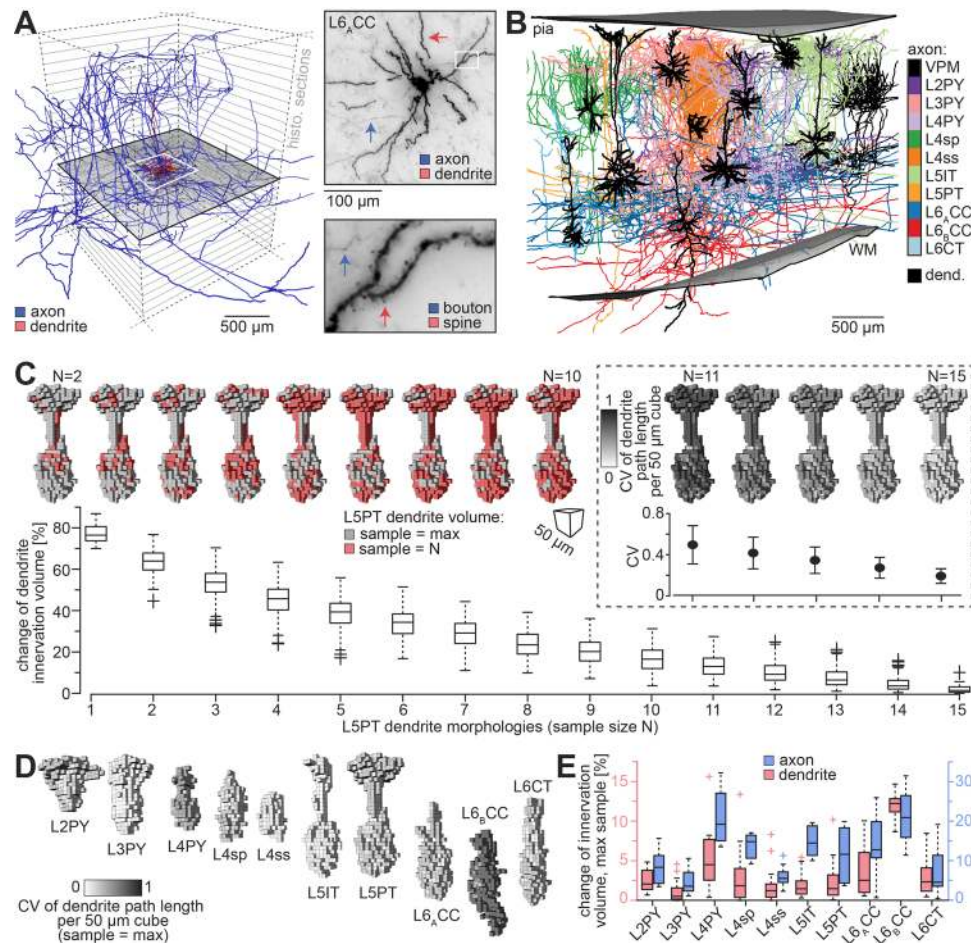 A
histo. sections
axon
dendrite
500 µm
L6ACC
axon
dendrite
100 µm
bouton
spine
B
pia
WM
500 µm
axon:
VPM
L2PY
L3PY
L4PY
L4sp
L4ss
L5IT
L5PT
L6ACC
L6BCC
L6CT
dend.
C
N=2
N=10
L5PT dendrite volume:
sample = max
sample = N
50 µm
change of dendrite
innervation volume [%]
80
60
40
20
0
1 2 3 4 5 6 7 8 9 10 11 12 13 14 15
L5PT dendrite morphologies (sample size N)
N=11
N=15
1
0
CV of dendrite
path length
per 50 µm cube
CV
0.8
0.4
0
D
L2PY
L3PY
L4PY
L4sp
L4ss
L5IT
L5PT
L6ACC
L6BCC
L6CT
0 1
CV of dendrite path length
per 50 µm cube
(sample = max)
E
axon
dendrite
change of innervation
volume, max sample [%]
15
10
5
0
30
20
10
0
L2PY
L3PY
L4PY
L4sp
L4ss
L5IT
L5PT
L6ACC
L6BCC
L6CT